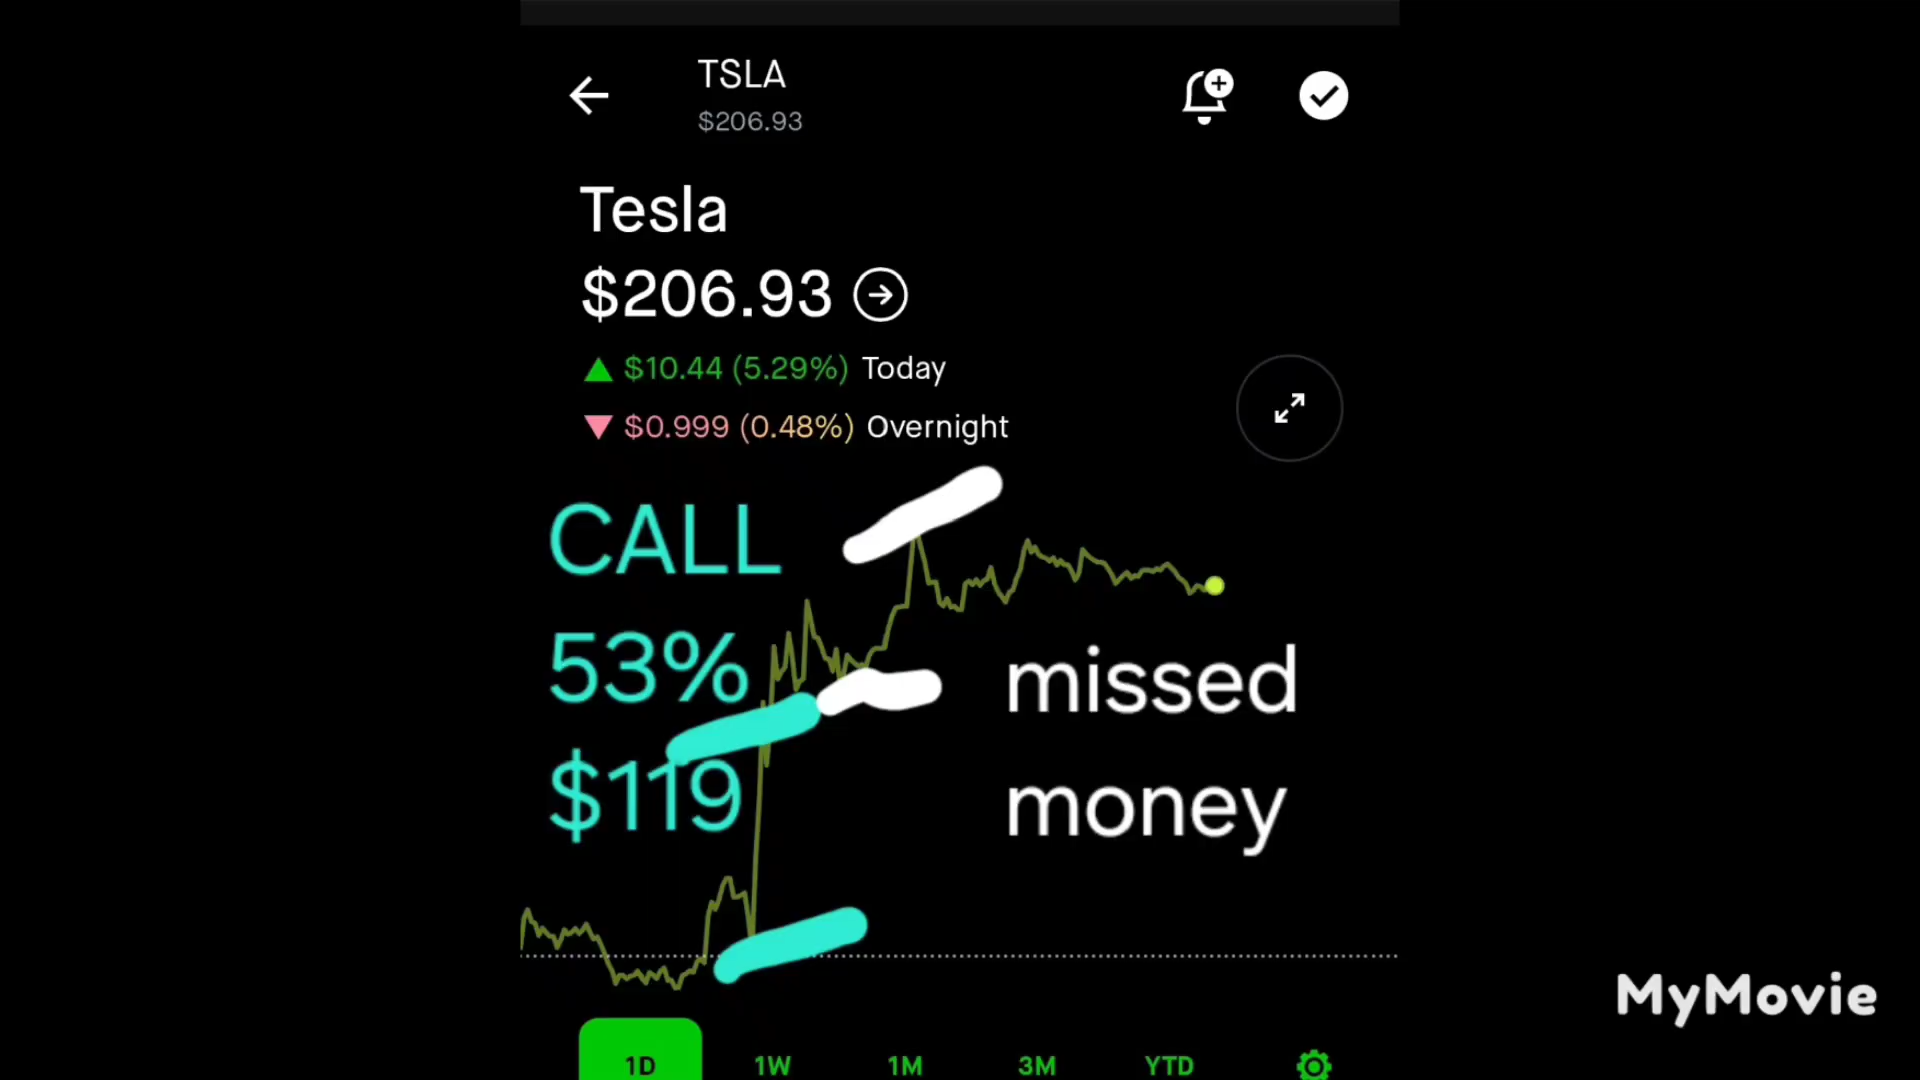 TSLA
$206.93
Tesla
$206.93
$10.44 (5.29%) Today
$0.999 (0.48%) Overnight
CALL
53%
$119
missed
money
MyMovie
1D 1W 1M 3M YTD